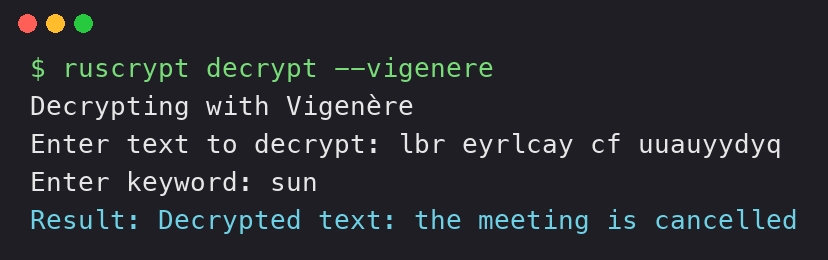 $ ruscrypt decrypt --vigenere
Decrypting with Vigenère
Enter text to decrypt: lbr eyrlcay cf uuauyydyq
Enter keyword: sun
Result: Decrypted text: the meeting is cancelled